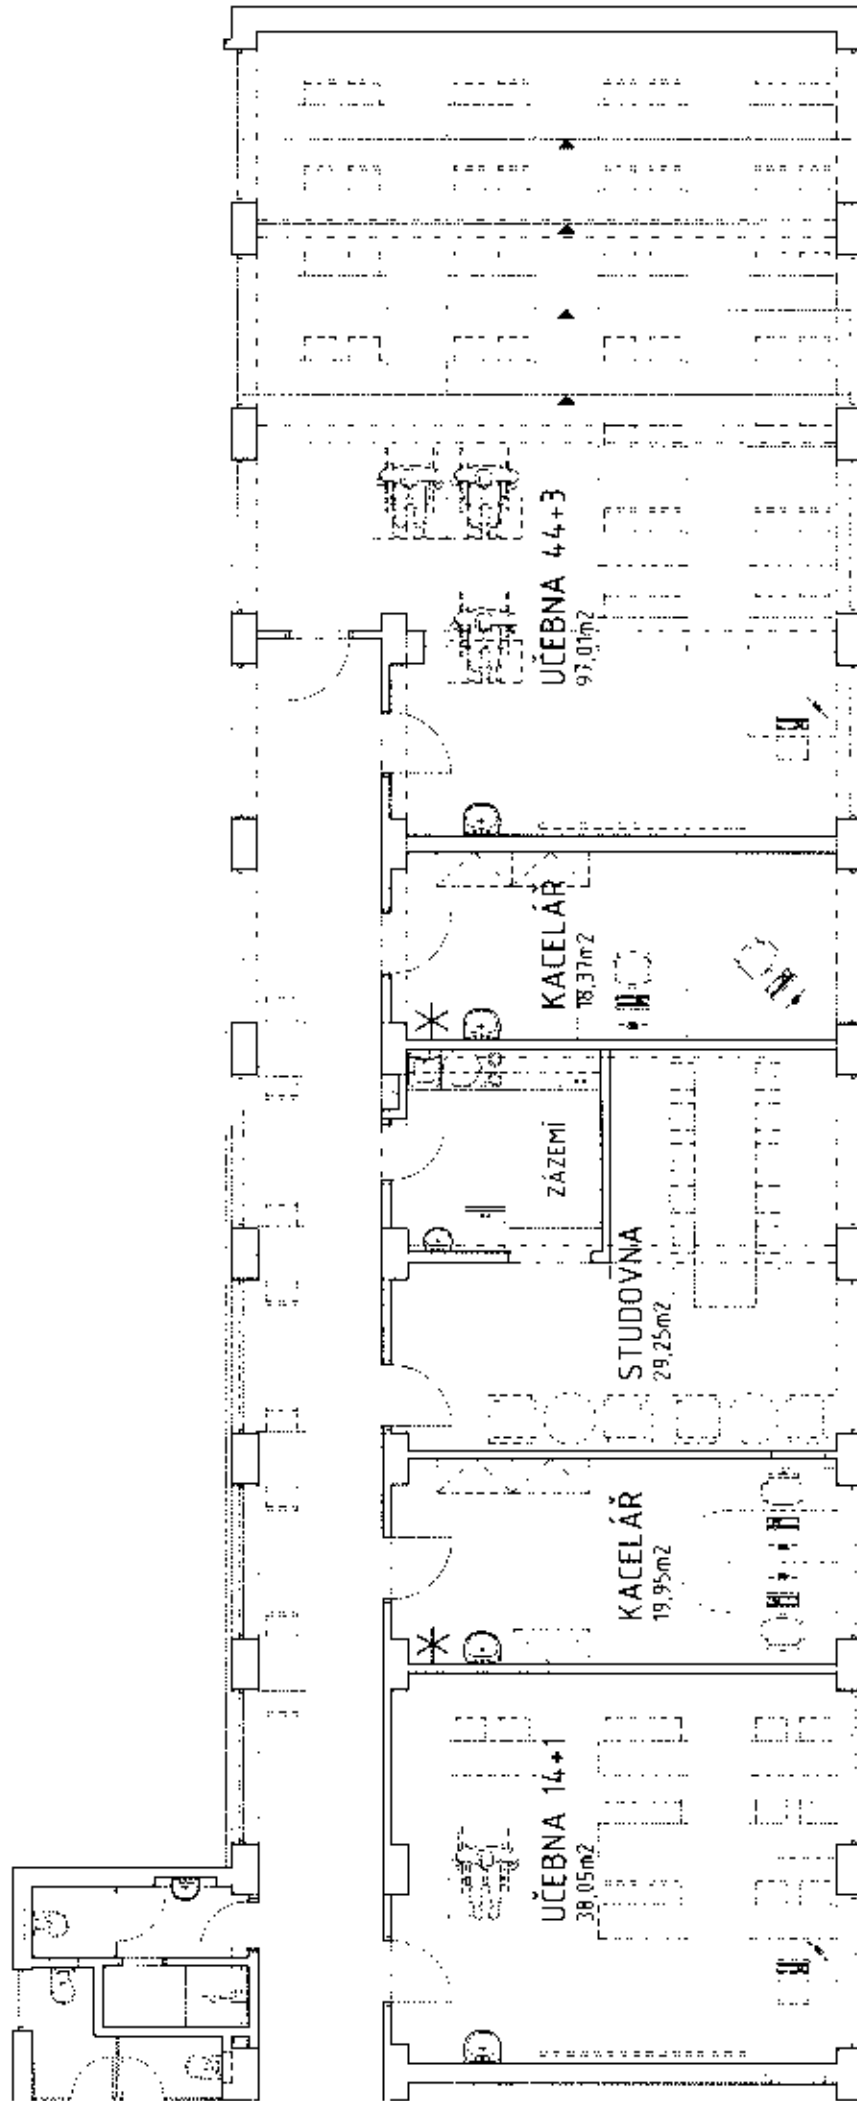 UČEBNA 44+3
97,01m2
KACELÁŘ
18,37m2
ZÁZEMÍ
STUDOVNA
29,25m2
KACELÁŘ
19,95m2
UČEBNA 14+1
38,05m2